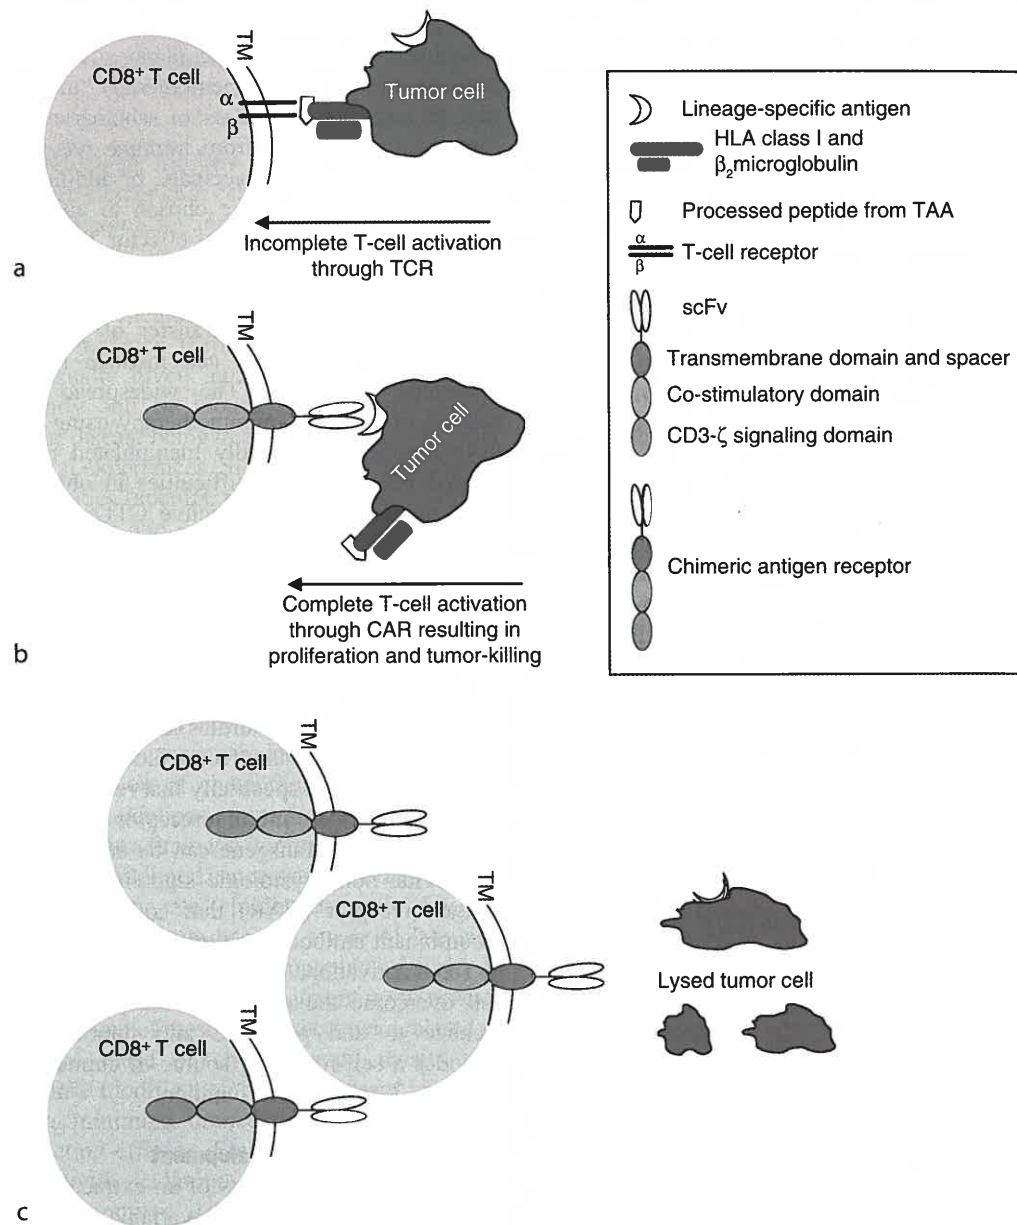 TM
CD8⁺ T cell
α
β
Tumor cell
Incomplete T-cell activation
through TCR
a
TM
CD8⁺ T cell
Tumor cell
Complete T-cell activation
through CAR resulting in
proliferation and tumor-killing
b
Lineage-specific antigen
HLA class I and
β₂microglobulin
Processed peptide from TAA
α
T-cell receptor
β
scFv
Transmembrane domain and spacer
Co-stimulatory domain
CD3-ζ signaling domain
Chimeric antigen receptor
TM
CD8⁺ T cell
TM
CD8⁺ T cell
Lysed tumor cell
TM
CD8⁺ T cell
c